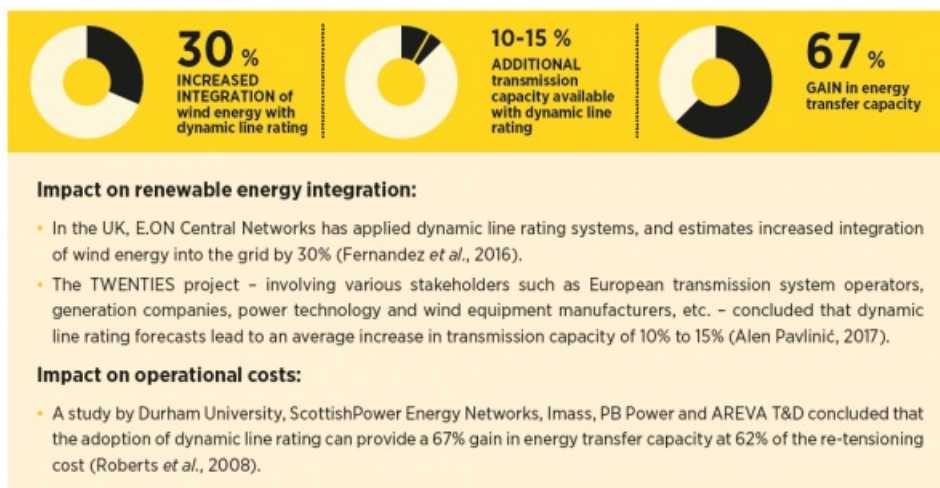 30 %
INCREASED
INTEGRATION of
wind energy with
dynamic line rating
10-15 %
ADDITIONAL
transmission
capacity available
with dynamic line
rating
67 %
GAIN in energy
transfer capacity
Impact on renewable energy integration:
• In the UK, E.ON Central Networks has applied dynamic line rating systems, and estimates increased integration
of wind energy into the grid by 30% (Fernandez et al., 2016).
• The TWENTIES project – involving various stakeholders such as European transmission system operators,
generation companies, power technology and wind equipment manufacturers, etc. – concluded that dynamic
line rating forecasts lead to an average increase in transmission capacity of 10% to 15% (Alen Pavlinić, 2017).
Impact on operational costs:
• A study by Durham University, ScottishPower Energy Networks, Imass, PB Power and AREVA T&D concluded that
the adoption of dynamic line rating can provide a 67% gain in energy transfer capacity at 62% of the re-tensioning
cost (Roberts et al., 2008).